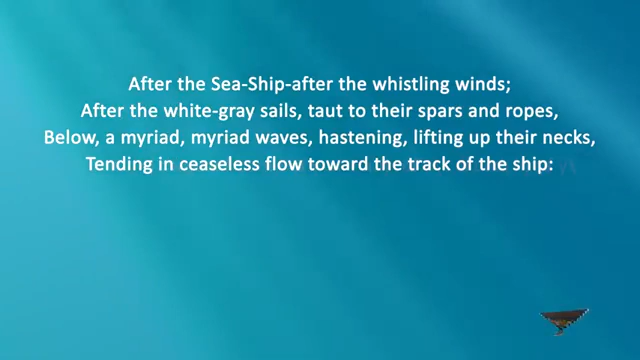 After the Sea-Ship-after the whistling winds;
After the white-gray sails, taut to their spars and ropes,
Below, a myriad, myriad waves, hastening, lifting up their necks,
Tending in ceaseless flow toward the track of the ship: